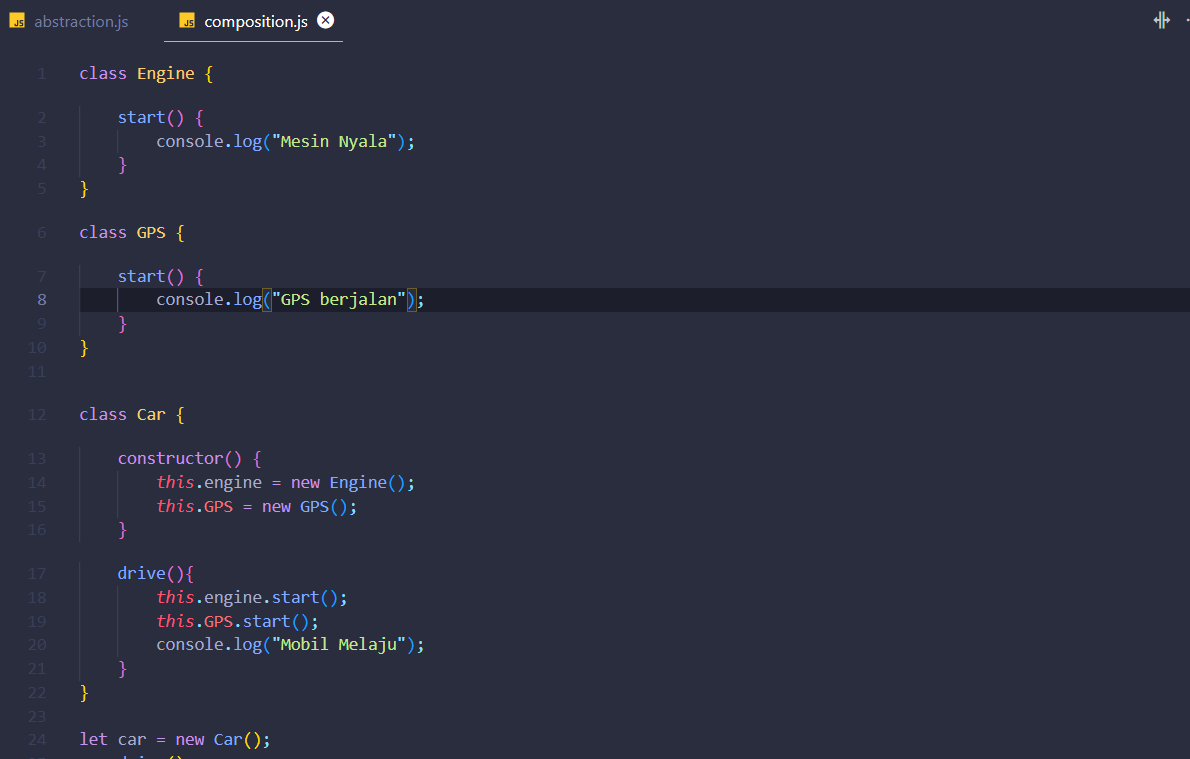 JS abstraction.js JS composition.js
1 class Engine {
2 start() {
3 console.log("Mesin Nyala");
4 }
5 }
6 class GPS {
7 start() {
8 console.log("GPS berjalan");
9 }
10 }
11
12 class Car {
13 constructor() {
14 this.engine = new Engine();
15 this.GPS = new GPS();
16 }
17 drive(){
18 this.engine.start();
19 this.GPS.start();
20 console.log("Mobil Melaju");
21 }
22 }
23
24 let car = new Car();